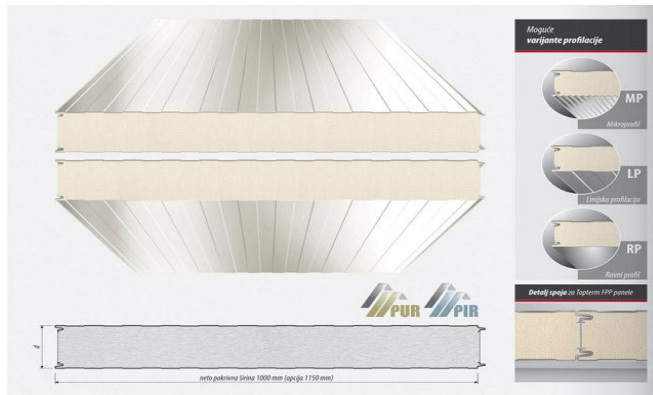 Moguće
varijante profilacije
MP
Mikroprofil
LP
Linijska profilacija
RP
Ravni profil
Detalj spoja za Topterm FPP panele
PUR PIR
d
neto pokrivna širina 1000 mm (opcija 1150 mm)